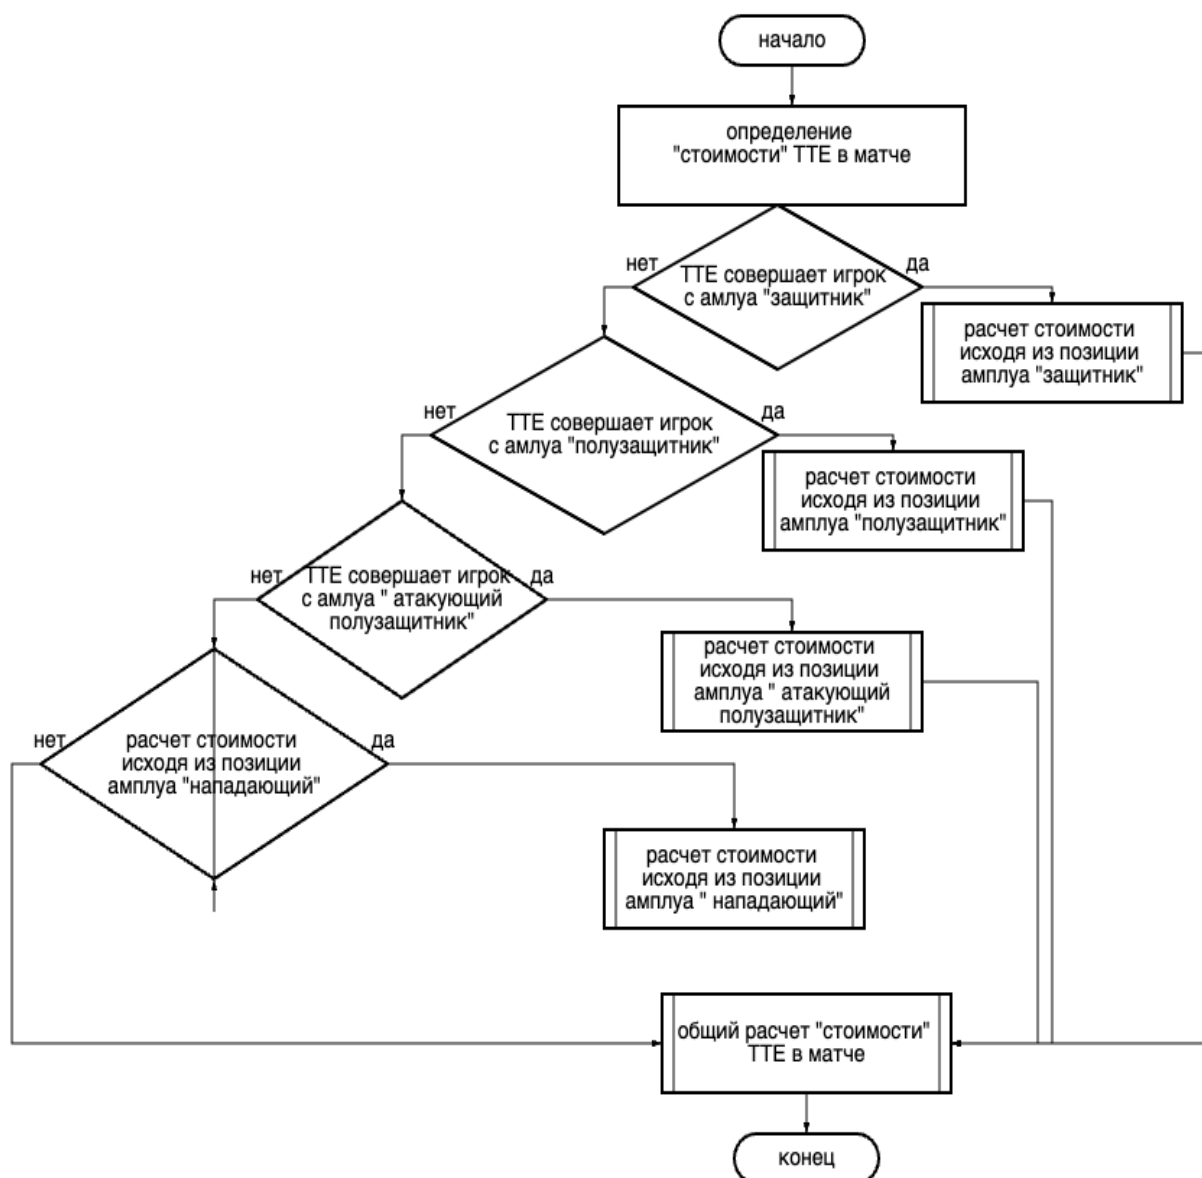 начало
определение
"стоимости" ТТЕ в матче
нет
да
ТТЕ совершает игрок
с амлуа "защитник"
расчет стоимости
исходя из позиции
амплуа "защитник"
нет
да
ТТЕ совершает игрок
с амлуа "полузащитник"
расчет стоимости
исходя из позиции
амплуа "полузащитник"
нет
да
ТТЕ совершает игрок
с амлуа " атакующий
полузащитник"
расчет стоимости
исходя из позиции
амплуа " атакующий
полузащитник"
нет
да
расчет стоимости
исходя из позиции
амплуа "нападающий"
расчет стоимости
исходя из позиции
амплуа " нападающий"
общий расчет "стоимости"
ТТЕ в матче
конец